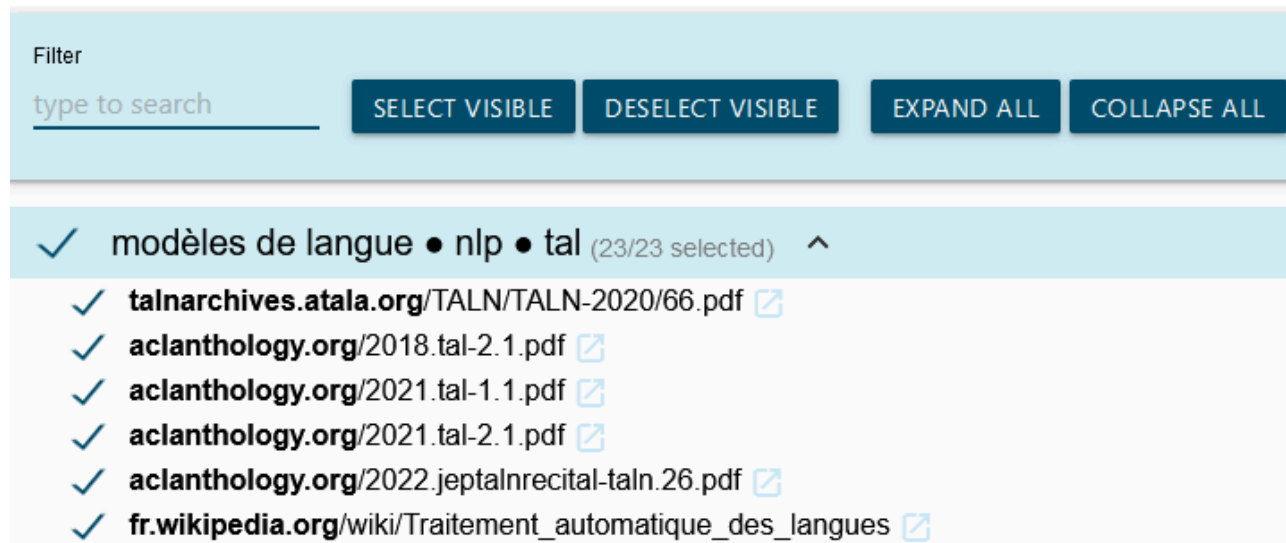 Filter
type to search SELECT VISIBLE DESELECT VISIBLE EXPAND ALL COLLAPSE ALL
modèles de langue ● nlp ● tal (23/23 selected)
talnarchives.atala.org/TALN/TALN-2020/66.pdf
aclanthology.org/2018.tal-2.1.pdf
aclanthology.org/2021.tal-1.1.pdf
aclanthology.org/2021.tal-2.1.pdf
aclanthology.org/2022.jeptalnrecital-taln.26.pdf
fr.wikipedia.org/wiki/Traitement_automatique_des_langues